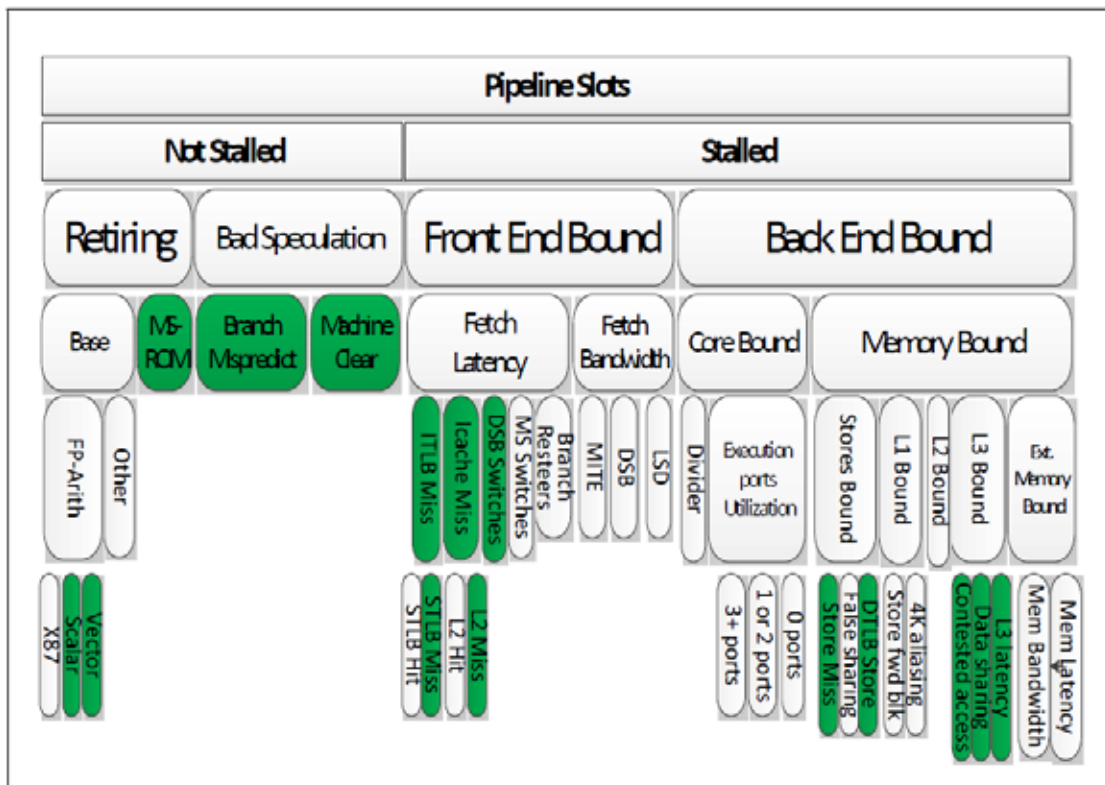 Pipeline Slots
Not Stalled
Stalled
Retiring
Bad Speculation
Front End Bound
Back End Bound
Base
MS-
ROM
Branch
Mispredict
Machine
Clear
Fetch
Latency
Fetch
Bandwidth
Core Bound
Memory Bound
FP-Arith
Other
ITLB Miss
Icache Miss
DSB Switches
MS Switches
Branch
Resteers
MITE
DSB
LSD
Divider
Execution
ports
Utilization
Stores Bound
L1 Bound
L2 Bound
L3 Bound
Ext.
Memory
Bound
X87
Scalar
Vector
STLB Hit
STLB Miss
L2 Hit
L2 Miss
3+ ports
1 or 2 ports
0 ports
Store Miss
False sharing
DTLB Store
Store fwd blk
4K aliasing
Contested access
Data sharing
L3 latency
Mem Bandwidth
Mem Latency